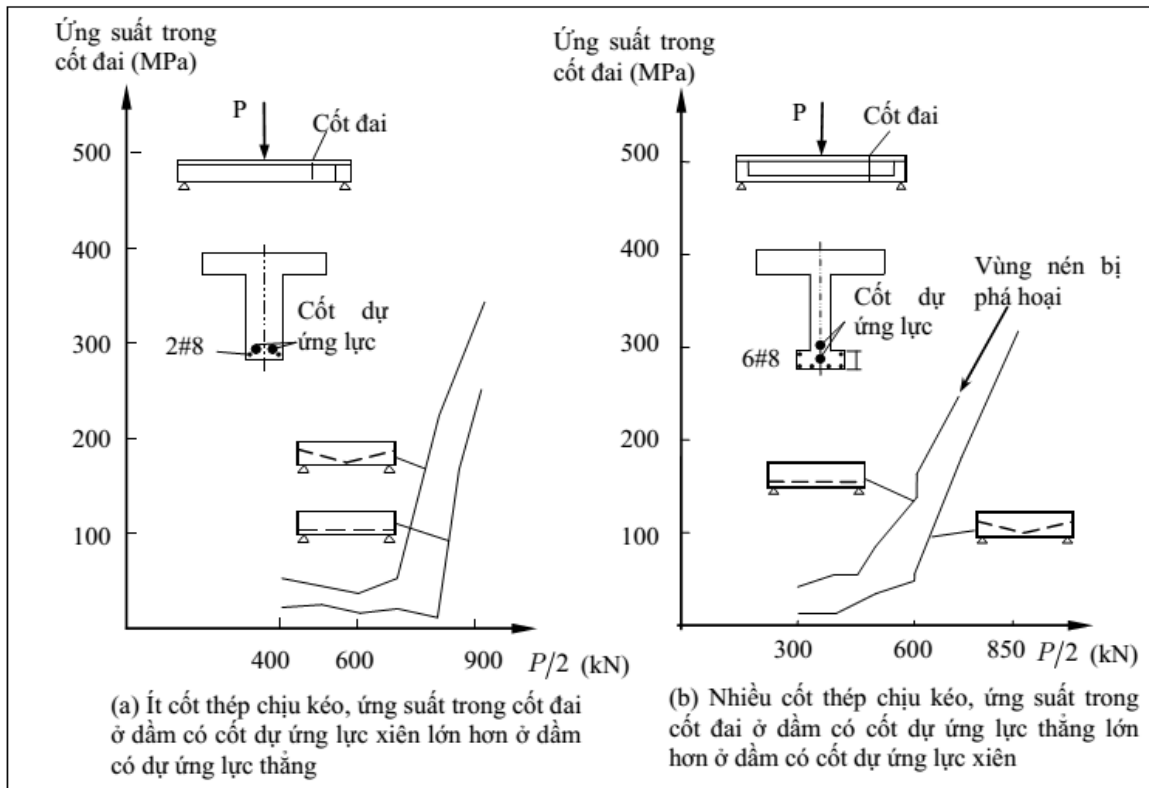 Ứng suất trong
cốt đai (MPa)
P
Cốt đai
500
400
Cốt dự
ứng lực
300
2#8
200
100
400
600
900
P/2 (kN)
(a) Ít cốt thép chịu kéo, ứng suất trong cốt đai
ở dầm có cốt dự ứng lực xiên lớn hơn ở dầm
có dự ứng lực thẳng
Ứng suất trong
cốt đai (MPa)
P
Cốt đai
500
400
Vùng nén bị
phá hoại
Cốt dự
ứng lực
300
6#8
200
100
300
600
850
P/2 (kN)
(b) Nhiều cốt thép chịu kéo, ứng suất trong
cốt đai ở dầm có cốt dự ứng lực thẳng lớn
hơn ở dầm có cốt dự ứng lực xiên